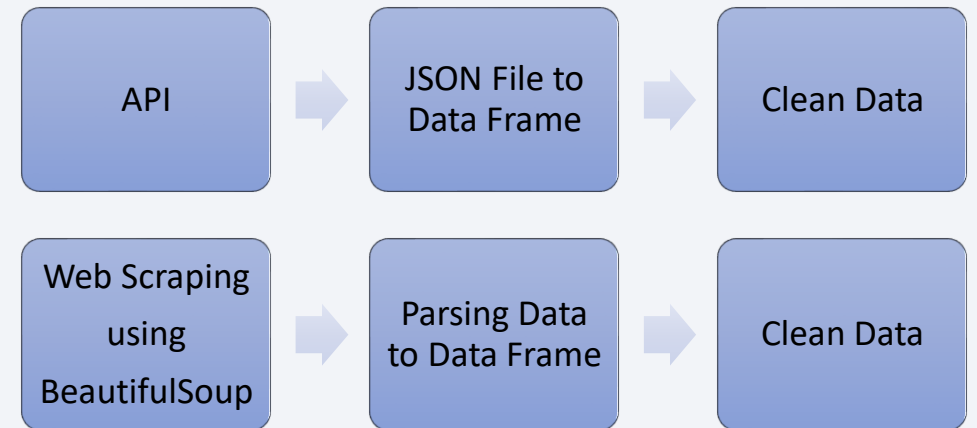 API
JSON File to
Data Frame
Clean Data
Web Scraping
using
BeautifulSoup
Parsing Data
to Data Frame
Clean Data